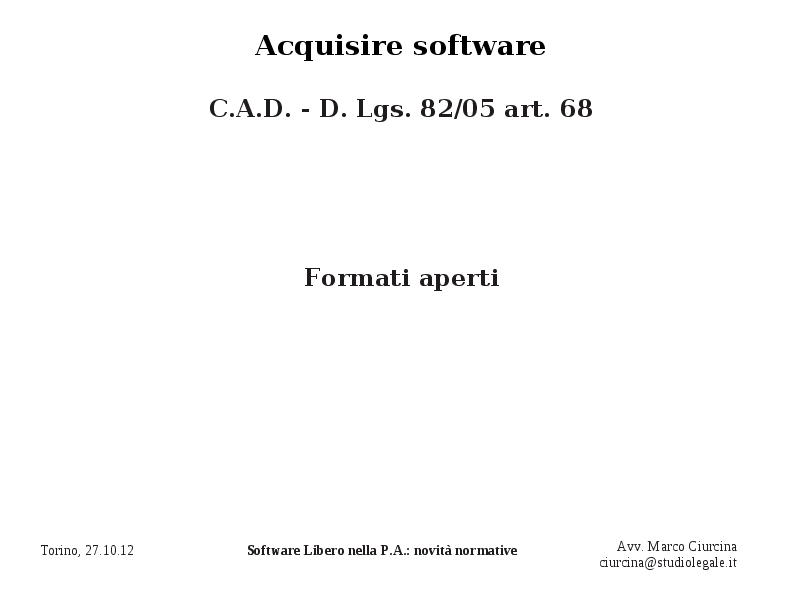 Acquisire software
C.A.D. - D. Lgs. 82/05 art. 68
Formati aperti
Torino, 27.10.12
Software Libero nella P.A.: novità normative
Avv. Marco Ciurcina
ciurcina@studiolegale.it